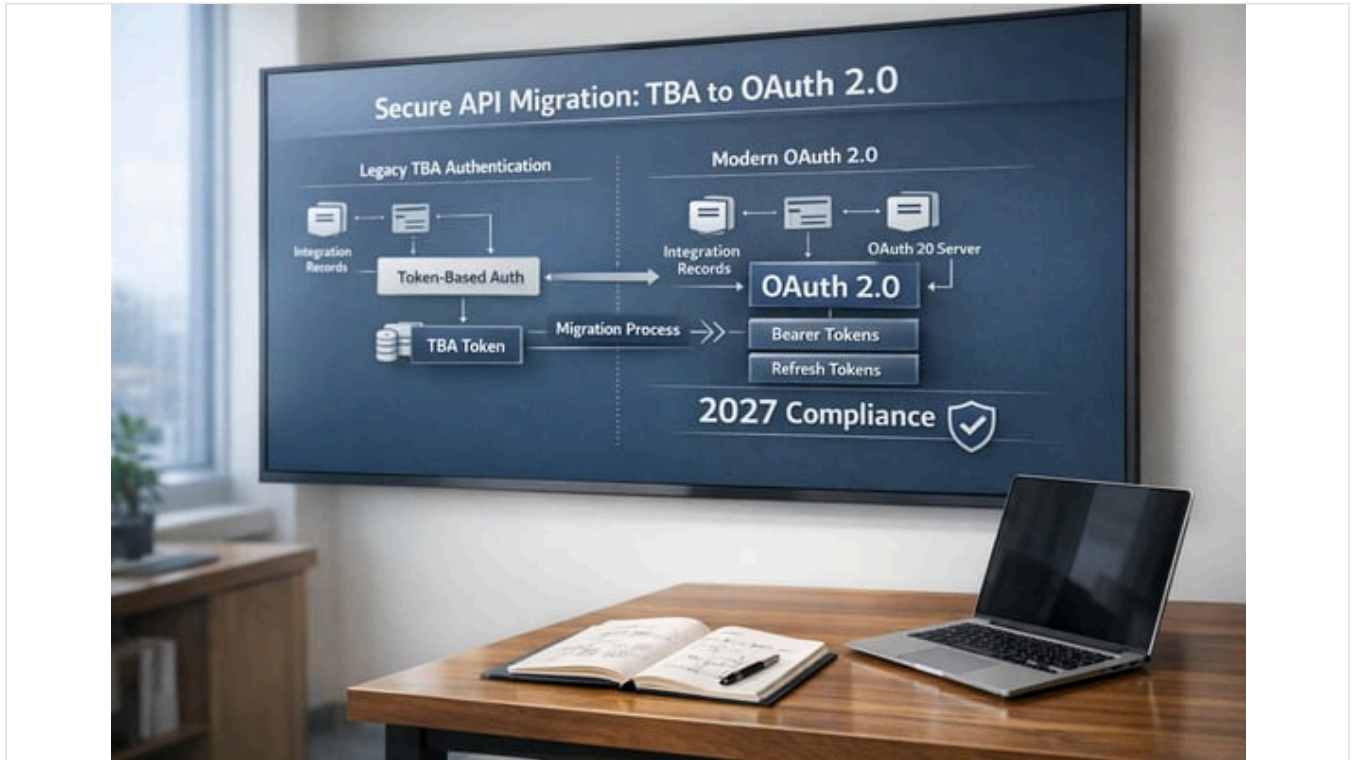 Secure API Migration: TBA to OAuth 2.0
Legacy TBA Authentication
Integration
Records
Token-Based Auth
TBA Token
Migration Process
Modern OAuth 2.0
Integration
Records
OAuth 20 Server
OAuth 2.0
Bearer Tokens
Refresh Tokens
2027 Compliance